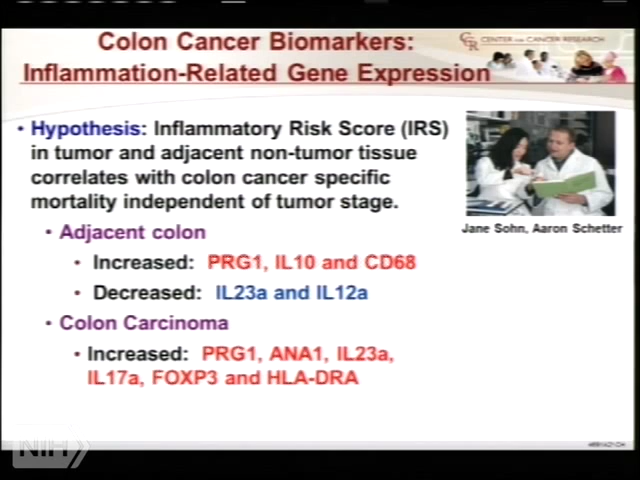 Colon Cancer Biomarkers:
Inflammation-Related Gene Expression
CCR CENTER FOR CANCER RESEARCH
• Hypothesis: Inflammatory Risk Score (IRS)
in tumor and adjacent non-tumor tissue
correlates with colon cancer specific
mortality independent of tumor stage.
• Adjacent colon
• Increased: PRG1, IL10 and CD68
• Decreased: IL23a and IL12a
• Colon Carcinoma
• Increased: PRG1, ANA1, IL23a,
IL17a, FOXP3 and HLA-DRA
Jane Sohn, Aaron Schetter
NIH